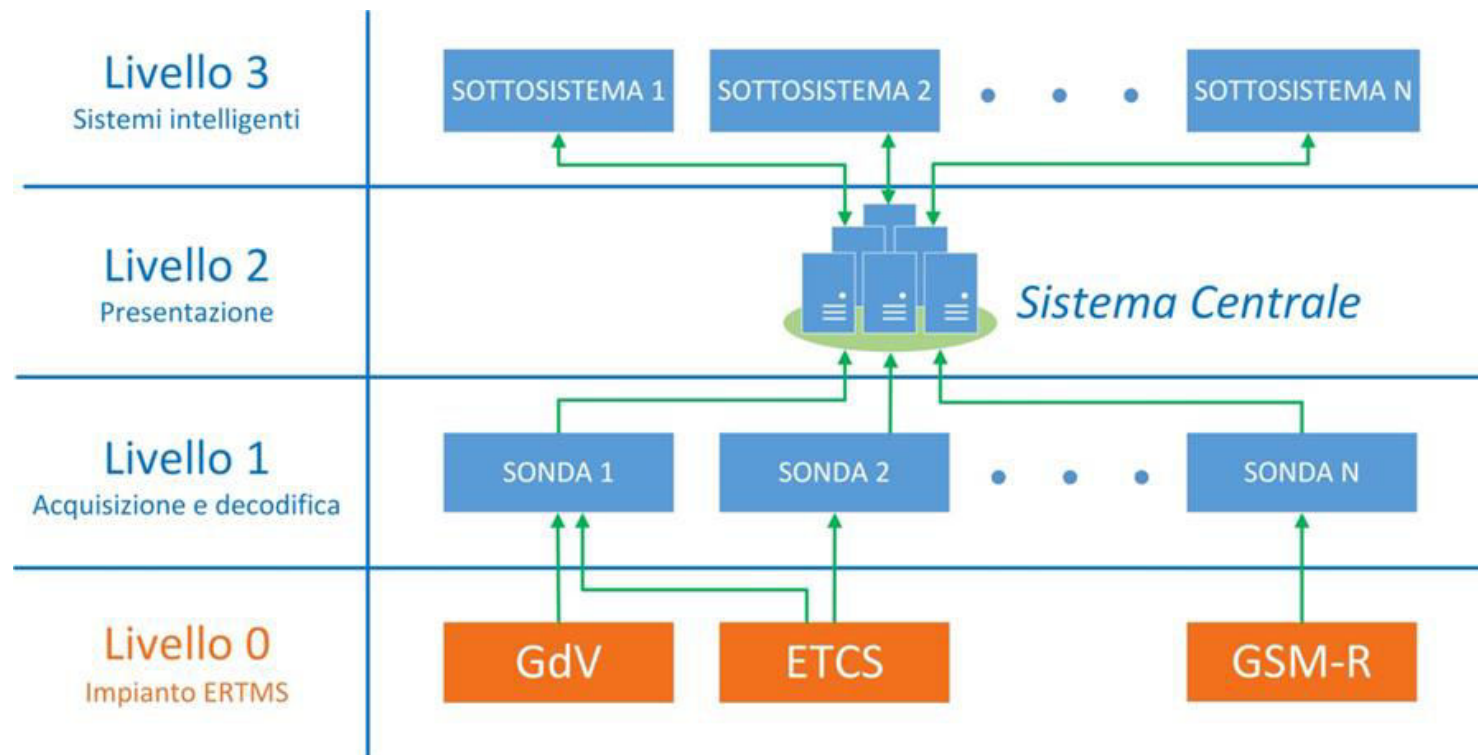 Livello 3
Sistemi intelligenti
SOTTOSISTEMA 1
SOTTOSISTEMA 2
SOTTOSISTEMA N
Livello 2
Presentazione
Sistema Centrale
Livello 1
Acquisizione e decodifica
SONDA 1
SONDA 2
SONDA N
Livello 0
Impianto ERTMS
GdV
ETCS
GSM-R